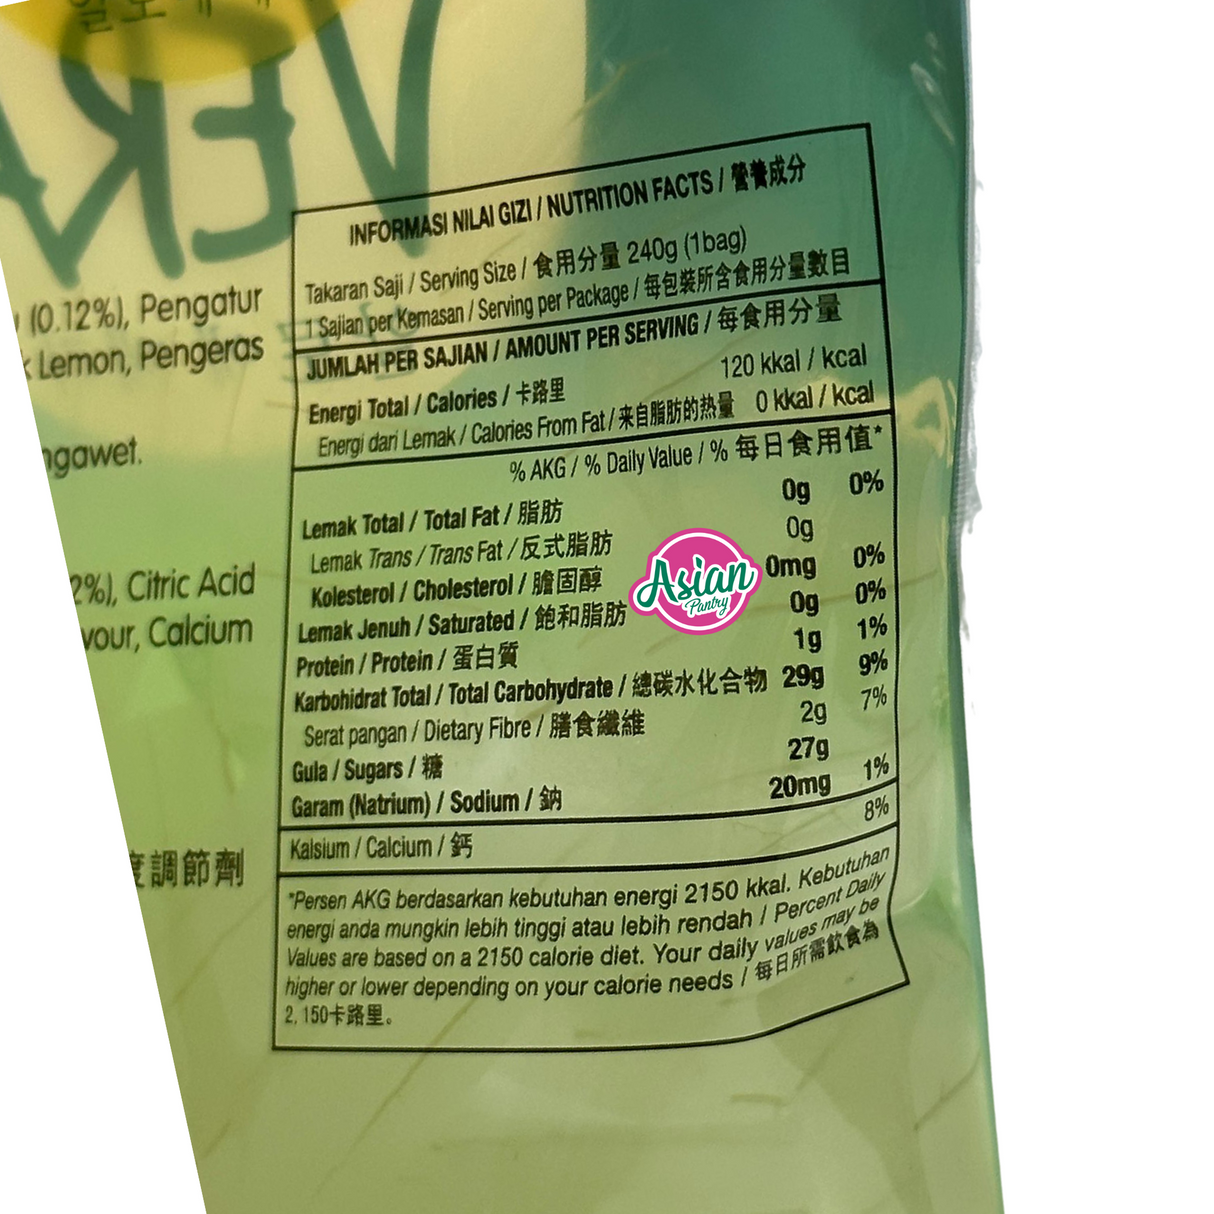 알로에
VERA
(0.12%), Pengatur
Lemon, Pengeras
ngawet.
2%), Citric Acid
vour, Calcium
度調節劑
INFORMASI NILAI GIZI / NUTRITION FACTS / 營養成分
Takaran Saji / Serving Size / 食用分量 240g (1bag)
1 Sajian per Kemasan / Serving per Package / 每包裝所含食用分量數目
JUMLAH PER SAJIAN / AMOUNT PER SERVING / 每食用分量
Energi Total / Calories / 卡路里 120 kkal / kcal
Energi dari Lemak / Calories From Fat / 来自脂肪的热量 0 kkal / kcal
% AKG / % Daily Value / % 每日食用值*
Lemak Total / Total Fat / 脂肪 0g 0%
Lemak Trans / Trans Fat / 反式脂肪 0g
Kolesterol / Cholesterol / 膽固醇 0mg 0%
Lemak Jenuh / Saturated / 飽和脂肪 0g 0%
Protein / Protein / 蛋白質 1g 1%
Karbohidrat Total / Total Carbohydrate / 總碳水化合物 29g 9%
Serat pangan / Dietary Fibre / 膳食纖維 2g 7%
Gula / Sugars / 糖 27g
Garam (Natrium) / Sodium / 鈉 20mg 1%
Kalsium / Calcium / 鈣 8%
*Persen AKG berdasarkan kebutuhan energi 2150 kkal. Kebutuhan
energi anda mungkin lebih tinggi atau lebih rendah / Percent Daily
Values are based on a 2150 calorie diet. Your daily values may be
higher or lower depending on your calorie needs / 每日所需飲食為
2,150卡路里。
Asian
Pantry